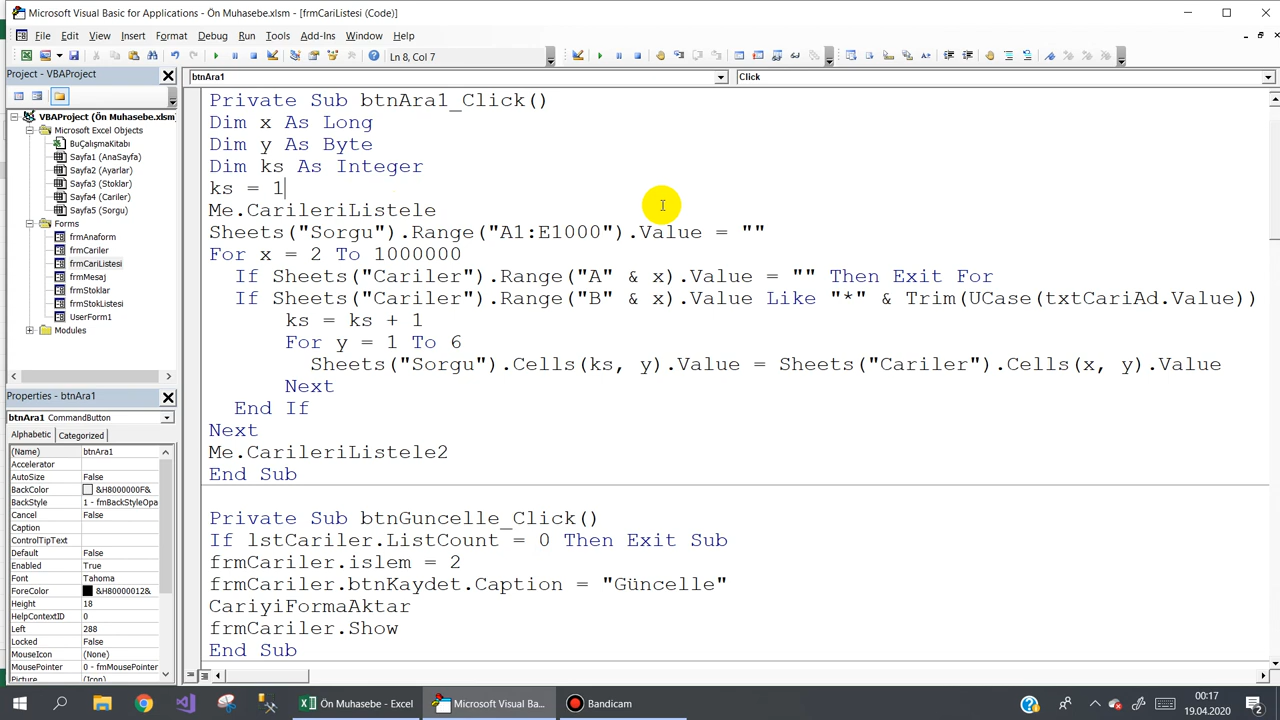 Microsoft Visual Basic for Applications - Ön Muhasebe.xlsm - [frmCariListesi (Code)]
File Edit View Insert Format Debug Run Tools Add-Ins Window Help
Ln 8, Col 7
Project - VBAProject
VBAProject (Ön Muhasebe.xlsm)
Microsoft Excel Objects
BuÇalışmaKitabı
Sayfa1 (AnaSayfa)
Sayfa2 (Ayarlar)
Sayfa3 (Stoklar)
Sayfa4 (Cariler)
Sayfa5 (Sorgu)
Forms
frmAnaform
frmCariler
frmCariListesi
frmMesaj
frmStoklar
frmStokListesi
UserForm1
Modules
Properties - btnAra1
btnAra1 CommandButton
Alphabetic Categorized
(Name) btnAra1
Accelerator
AutoSize False
BackColor &H8000000F&
BackStyle 1 - fmBackStyleOpa
Cancel False
Caption
ControlTipText
Default False
Enabled True
Font Tahoma
ForeColor &H80000012&
Height 18
HelpContextID 0
Left 288
Locked False
MouseIcon (None)
MousePointer 0 - fmMousePointer
Picture (Icon)
btnAra1 Click
Private Sub btnAra1_Click()
Dim x As Long
Dim y As Byte
Dim ks As Integer
ks = 1
Me.CarileriListele
Sheets("Sorgu").Range("A1:E1000").Value = ""
For x = 2 To 1000000
If Sheets("Cariler").Range("A" & x).Value = "" Then Exit For
If Sheets("Cariler").Range("B" & x).Value Like "*" & Trim(UCase(txtCariAd.Value))
ks = ks + 1
For y = 1 To 6
Sheets("Sorgu").Cells(ks, y).Value = Sheets("Cariler").Cells(x, y).Value
Next
End If
Next
Me.CarileriListele2
End Sub
Private Sub btnGuncelle_Click()
If lstCariler.ListCount = 0 Then Exit Sub
frmCariler.islem = 2
frmCariler.btnKaydet.Caption = "Güncelle"
CariyiFormaAktar
frmCariler.Show
End Sub
Ön Muhasebe - Excel
Microsoft Visual Ba...
Bandicam
00:17
19.04.2020
2